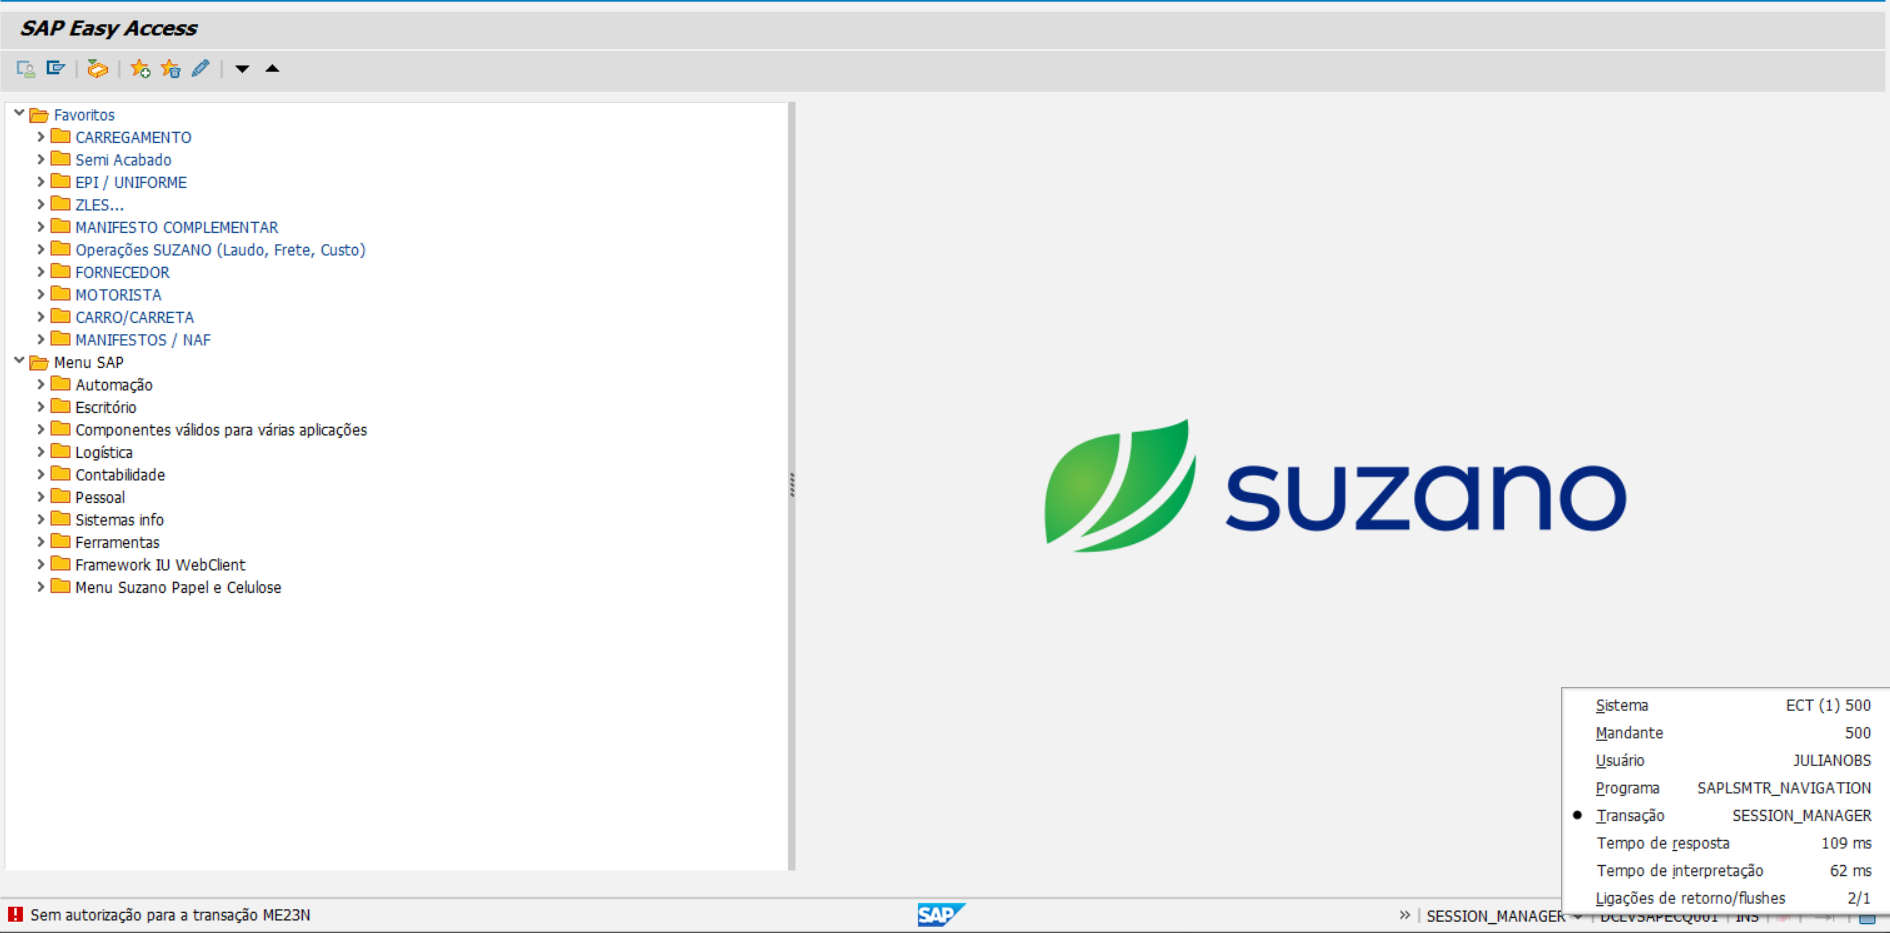 SAP Easy Access
Favoritos
CARREGAMENTO
Semi Acabado
EPI / UNIFORME
ZLES...
MANIFESTO COMPLEMENTAR
Operações SUZANO (Laudo, Frete, Custo)
FORNECEDOR
MOTORISTA
CARRO/CARRETA
MANIFESTOS / NAF
Menu SAP
Automação
Escritório
Componentes válidos para várias aplicações
Logística
Contabilidade
Pessoal
Sistemas info
Ferramentas
Framework IU WebClient
Menu Suzano Papel e Celulose
suzano
Sistema ECT (1) 500
Mandante 500
Usuário JULIANOBS
Programa SAPLSMTR_NAVIGATION
Transação SESSION_MANAGER
Tempo de resposta 109 ms
Tempo de interpretação 62 ms
Ligações de retorno/flushes 2/1
Sem autorização para a transação ME23N
SAP
SESSION_MANAGER DCLVSAPECQ001 INS